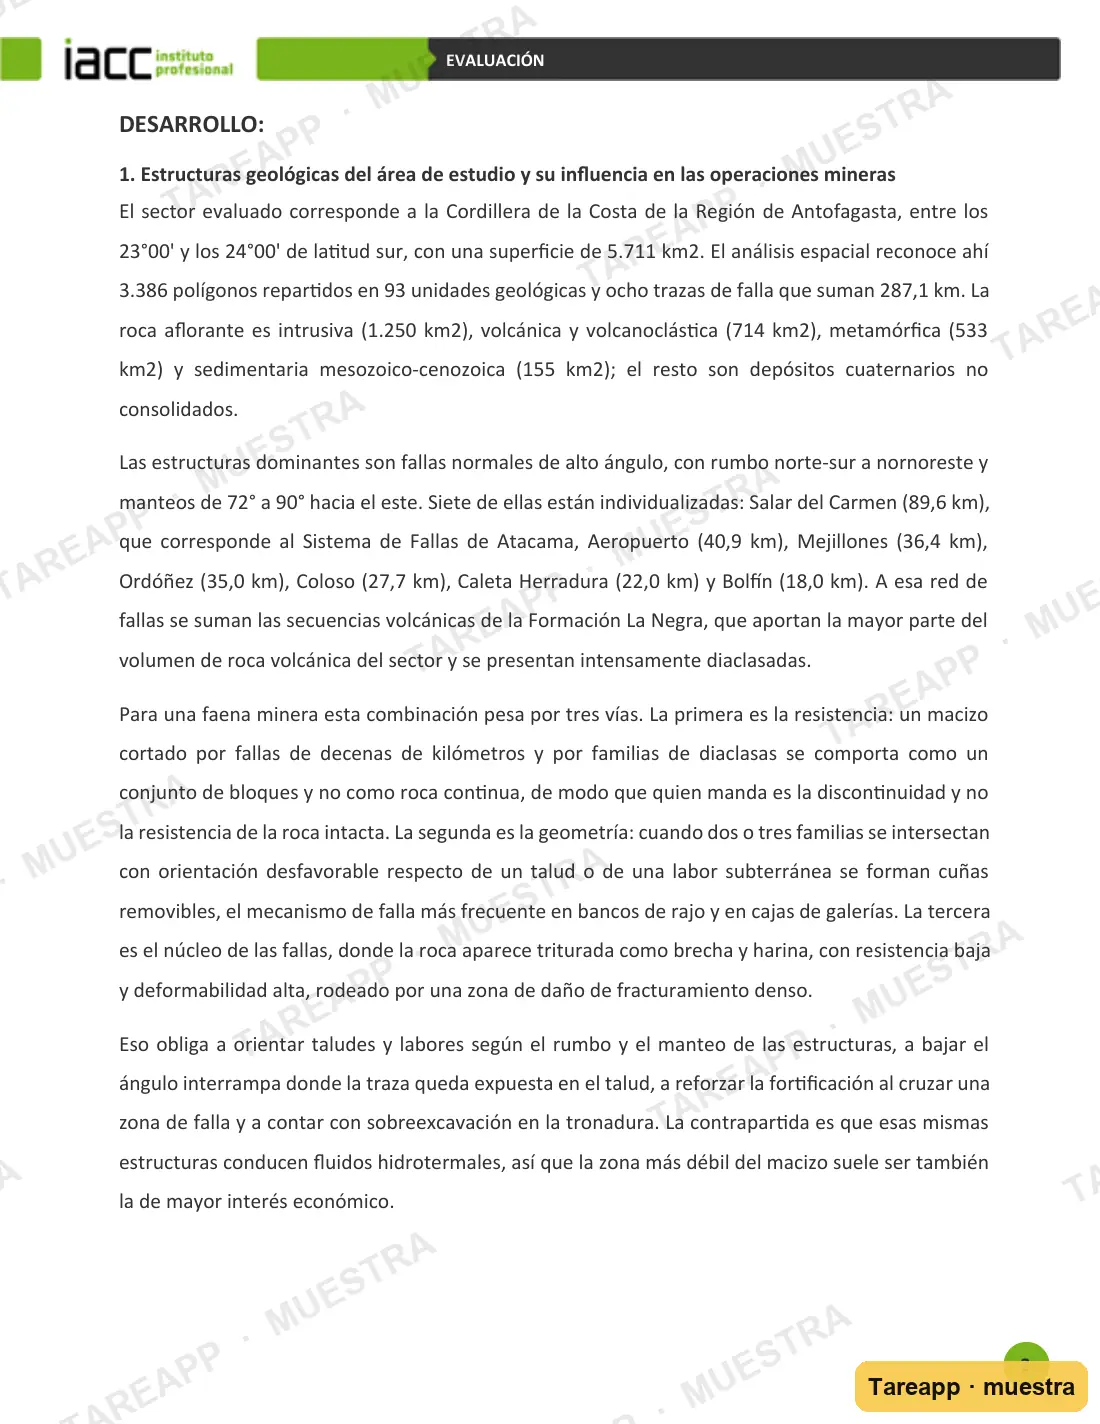 iacc instituto
profesional
EVALUACIÓN
DESARROLLO:
1. Estructuras geológicas del área de estudio y su influencia en las operaciones mineras
El sector evaluado corresponde a la Cordillera de la Costa de la Región de Antofagasta, entre los
23°00' y los 24°00' de latitud sur, con una superficie de 5.711 km2. El análisis espacial reconoce ahí
3.386 polígonos repartidos en 93 unidades geológicas y ocho trazas de falla que suman 287,1 km. La
roca aflorante es intrusiva (1.250 km2), volcánica y volcanoclástica (714 km2), metamórfica (533
km2) y sedimentaria mesozoico-cenozoica (155 km2); el resto son depósitos cuaternarios no
consolidados.
Las estructuras dominantes son fallas normales de alto ángulo, con rumbo norte-sur a nornoreste y
manteos de 72° a 90° hacia el este. Siete de ellas están individualizadas: Salar del Carmen (89,6 km),
que corresponde al Sistema de Fallas de Atacama, Aeropuerto (40,9 km), Mejillones (36,4 km),
Ordóñez (35,0 km), Coloso (27,7 km), Caleta Herradura (22,0 km) y Bolfín (18,0 km). A esa red de
fallas se suman las secuencias volcánicas de la Formación La Negra, que aportan la mayor parte del
volumen de roca volcánica del sector y se presentan intensamente diaclasadas.
Para una faena minera esta combinación pesa por tres vías. La primera es la resistencia: un macizo
cortado por fallas de decenas de kilómetros y por familias de diaclasas se comporta como un
conjunto de bloques y no como roca continua, de modo que quien manda es la discontinuidad y no
la resistencia de la roca intacta. La segunda es la geometría: cuando dos o tres familias se intersectan
con orientación desfavorable respecto de un talud o de una labor subterránea se forman cuñas
removibles, el mecanismo de falla más frecuente en bancos de rajo y en cajas de galerías. La tercera
es el núcleo de las fallas, donde la roca aparece triturada como brecha y harina, con resistencia baja
y deformabilidad alta, rodeado por una zona de daño de fracturamiento denso.
Eso obliga a orientar taludes y labores según el rumbo y el manteo de las estructuras, a bajar el
ángulo interrampa donde la traza queda expuesta en el talud, a reforzar la fortificación al cruzar una
zona de falla y a contar con sobreexcavación en la tronadura. La contrapartida es que esas mismas
estructuras conducen fluidos hidrotermales, así que la zona más débil del macizo suele ser también
la de mayor interés económico.
Tareapp · muestra
TAREAPP · MUESTRA